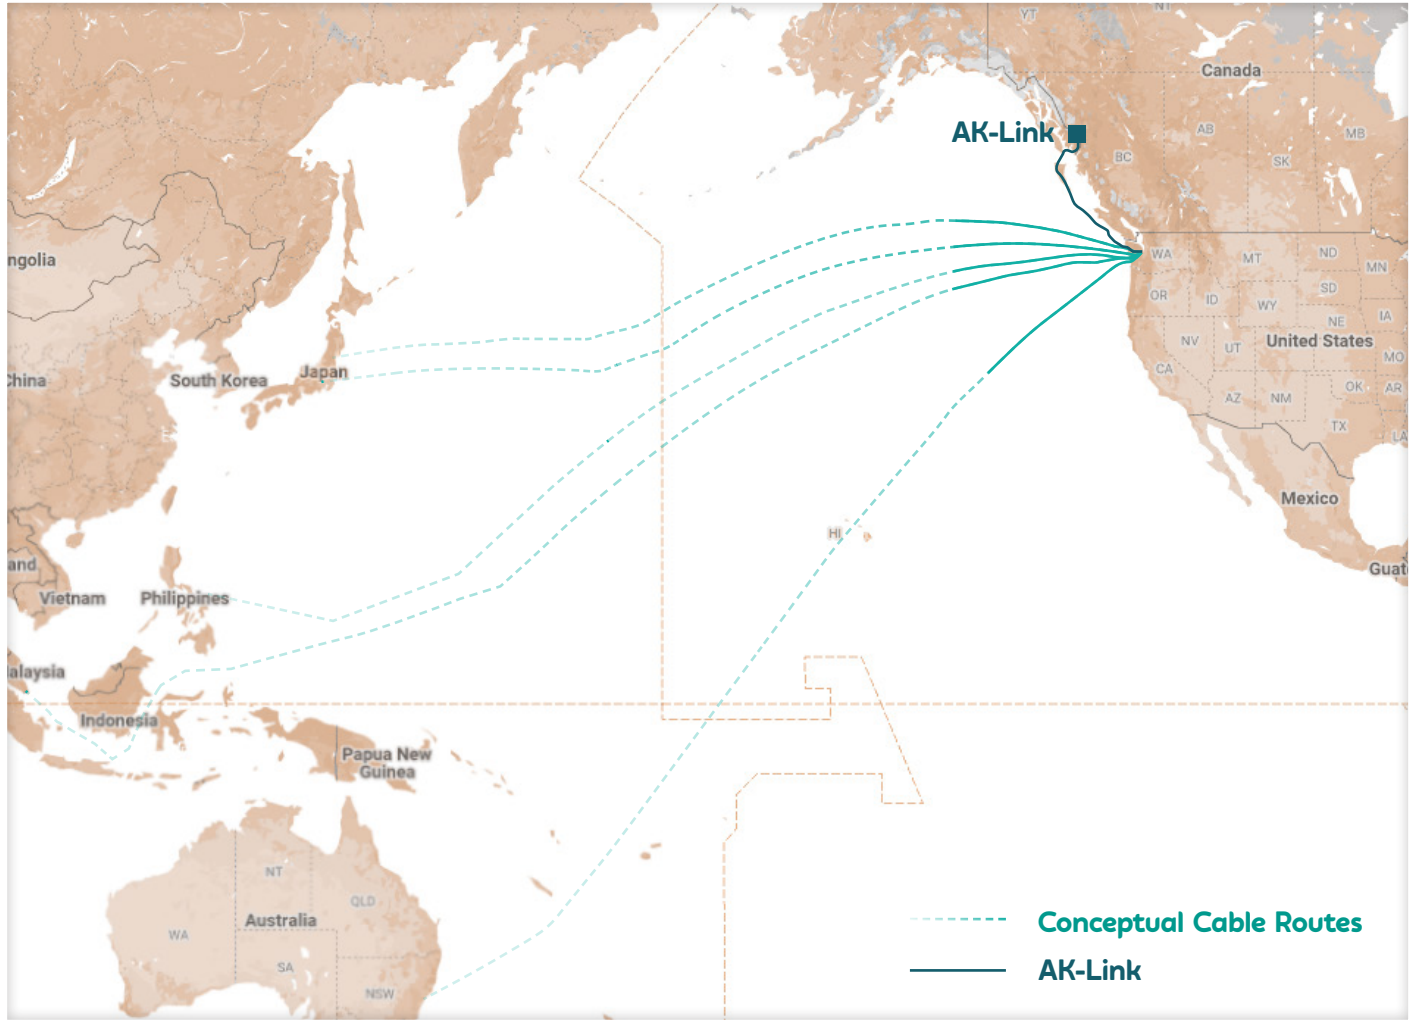 YT
NT
Canada
AK-Link
AB
MB
BC
SK
ngolia
WA
MT
ND
MN
OR
ID
WY
SD
NE
IA
NV
UT
United States
MO
China
South Korea
Japan
CA
OK
AR
AZ
NM
TX
LA
Mexico
HI
and
Guat
Vietnam
Philippines
alaysia
Indonesia
Papua New
Guinea
NT
QLD
Australia
WA
SA
NSW
Conceptual Cable Routes
AK-Link